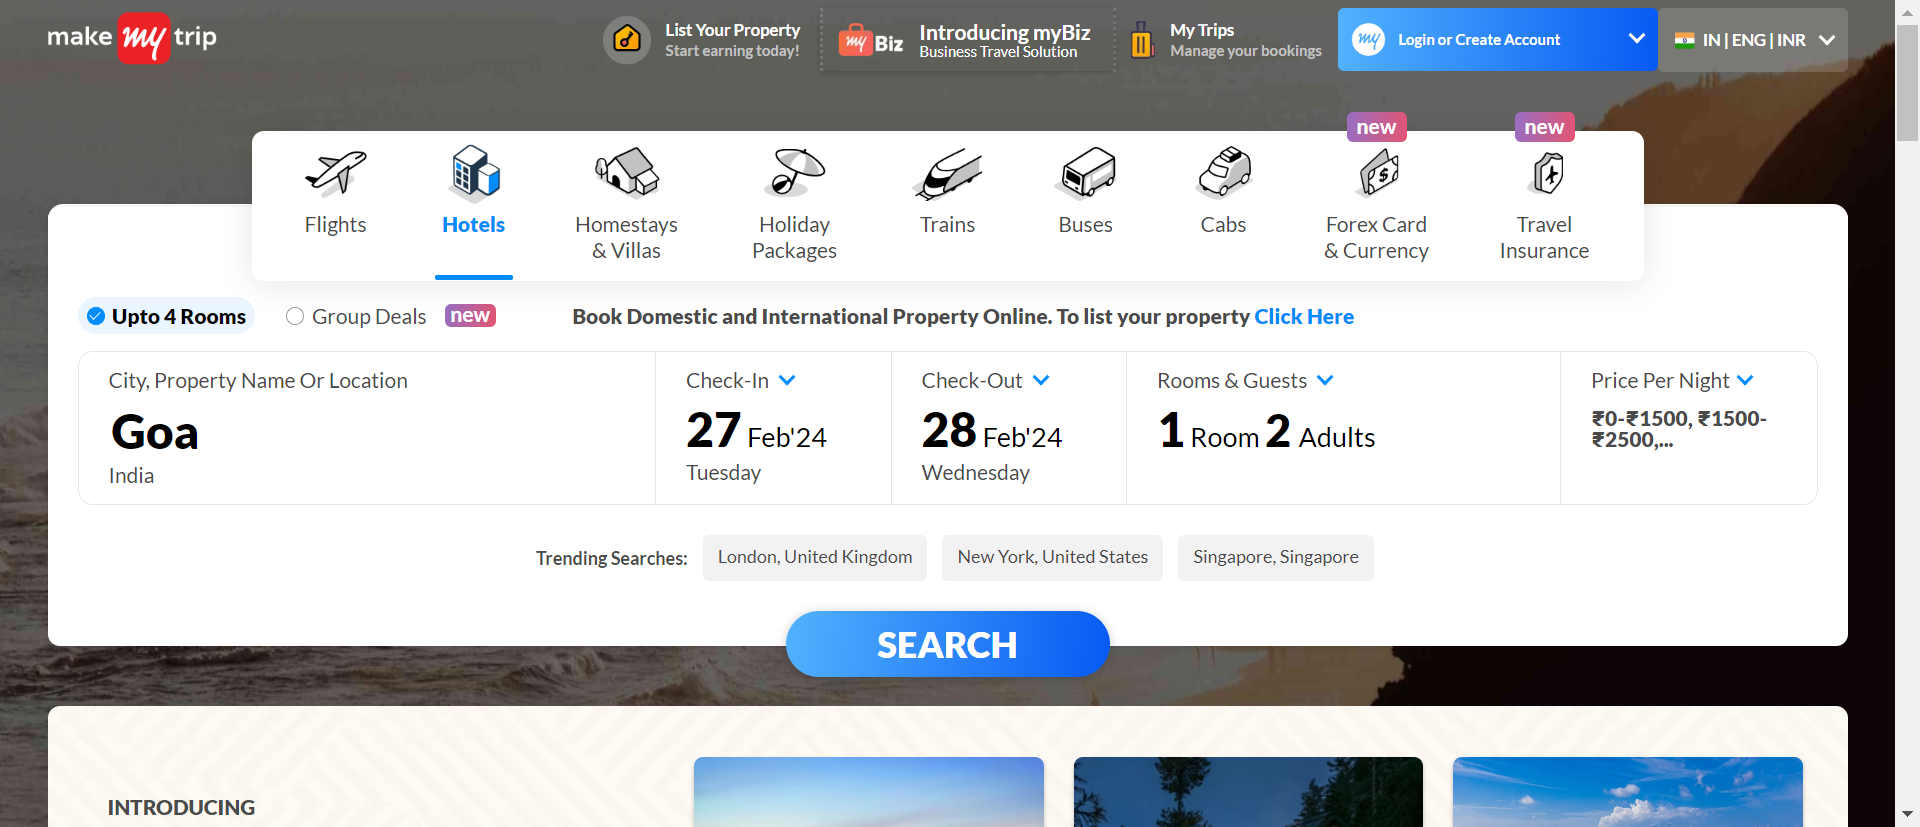 make my trip
List Your Property
Start earning today!
my Biz
Introducing myBiz
Business Travel Solution
My Trips
Manage your bookings
my
Login or Create Account
IN | ENG | INR
new
new
Flights
Hotels
Homestays
& Villas
Holiday
Packages
Trains
Buses
Cabs
Forex Card
& Currency
Travel
Insurance
Upto 4 Rooms
Group Deals
new
Book Domestic and International Property Online. To list your property Click Here
City, Property Name Or Location
Goa
India
Check-In
27 Feb'24
Tuesday
Check-Out
28 Feb'24
Wednesday
Rooms & Guests
1 Room 2 Adults
Price Per Night
₹0-₹1500, ₹1500-
₹2500,...
Trending Searches:
London, United Kingdom
New York, United States
Singapore, Singapore
SEARCH
INTRODUCING